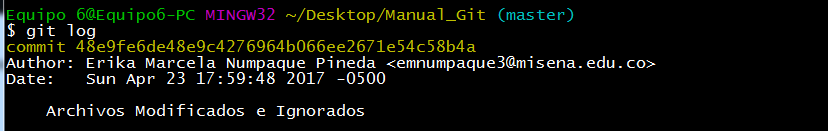 Equipo 6@Equipo6-PC MINGW32 ~/Desktop/Manual_Git (master)
$ git log
commit 48e9fe6de48e9c4276964b066ee2671e54c58b4a
Author: Erika Marcela Numpaque Pineda <emnumpaque3@misena.edu.co>
Date:   Sun Apr 23 17:59:48 2017 -0500
    Archivos Modificados e Ignorados